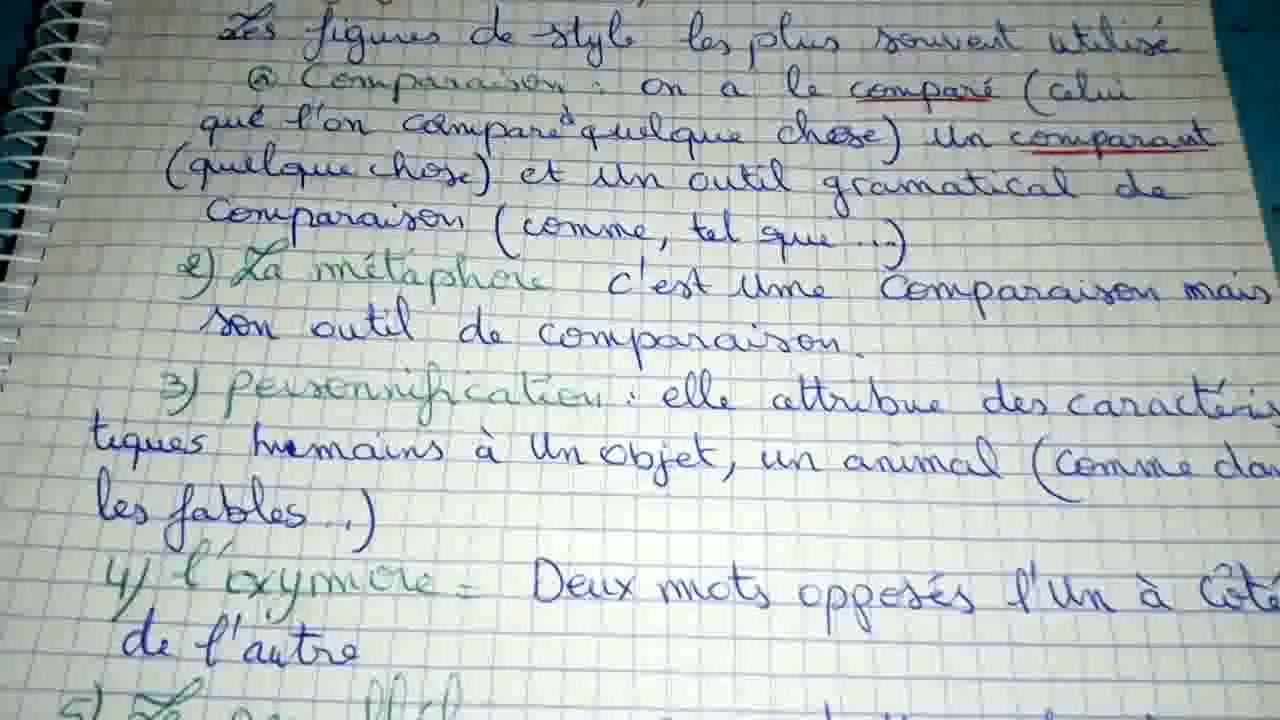 Les figures de style les plus souvent utilisé
a) Comparaison : on a le comparé (celui
que l'on compare à quelque chose) un comparant
(quelque chose) et un outil gramatical de
Comparaison (comme, tel que ...)
2) La métaphore c'est une comparaison mais
son outil de comparaison.
3) personnification : elle attribue des caractéris
tiques humains à un objet, un animal (comme dan
les fables...)
4) l'oxymore = Deux mots opposés l'un à côté
de l'autre
5)